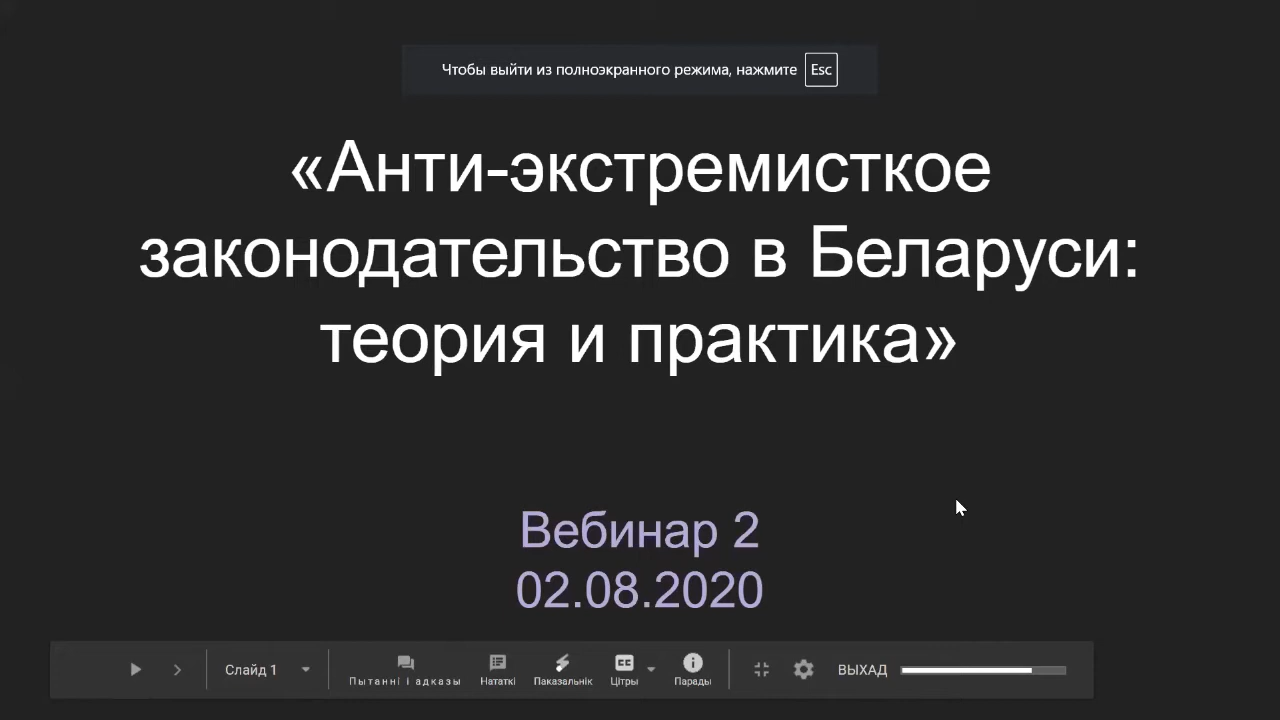 Чтобы выйти из полноэкранного режима, нажмите Esc
«Анти-экстремисткое
законодательство в Беларуси:
теория и практика»
Вебинар 2
02.08.2020
Слайд 1
Пытанні і адказы
Нататкі
Паказальнік
Цітры
Парады
ВЫХАД